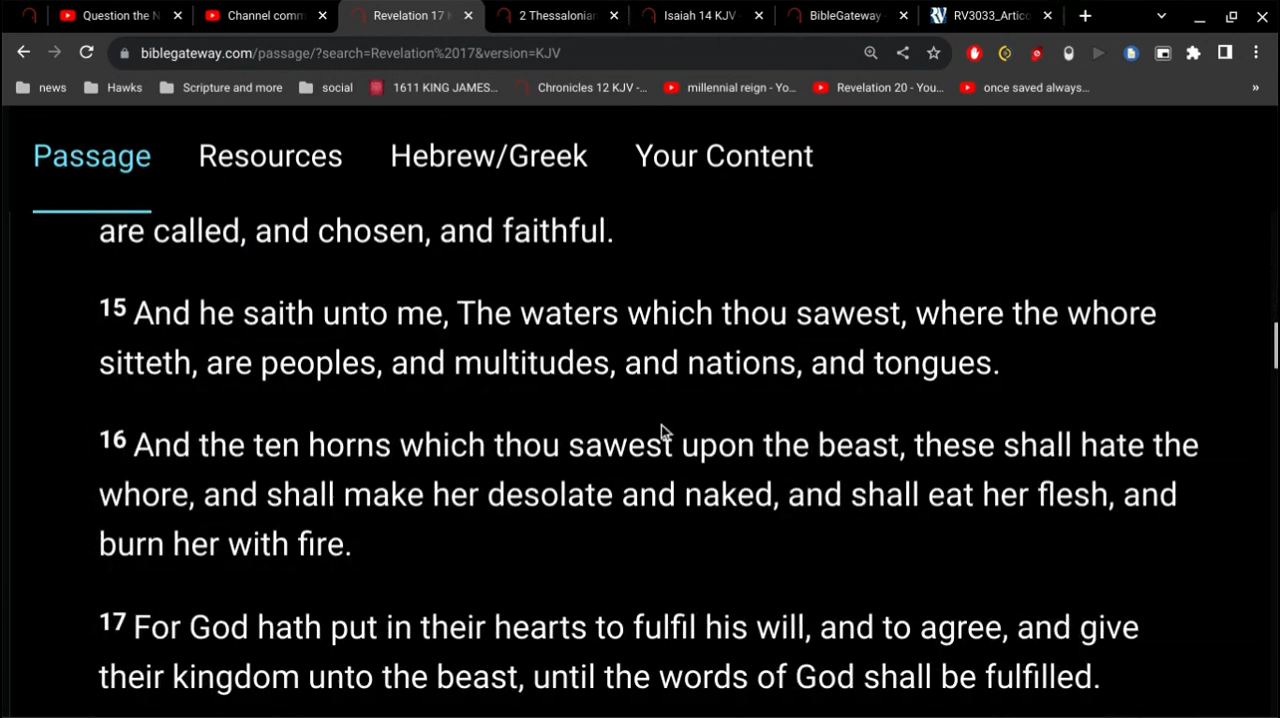 Question the N
Channel comm
Revelation 17 K
2 Thessalonian
Isaiah 14 KJV
BibleGateway
RV3033_Artico
biblegateway.com/passage/?search=Revelation%2017&version=KJV
news Hawks Scripture and more social 1611 KING JAMES... Chronicles 12 KJV -... millennial reign - Yo... Revelation 20 - You... once saved always... »
Passage Resources Hebrew/Greek Your Content
are called, and chosen, and faithful.
15 And he saith unto me, The waters which thou sawest, where the whore
sitteth, are peoples, and multitudes, and nations, and tongues.
16 And the ten horns which thou sawest upon the beast, these shall hate the
whore, and shall make her desolate and naked, and shall eat her flesh, and
burn her with fire.
17 For God hath put in their hearts to fulfil his will, and to agree, and give
their kingdom unto the beast, until the words of God shall be fulfilled.